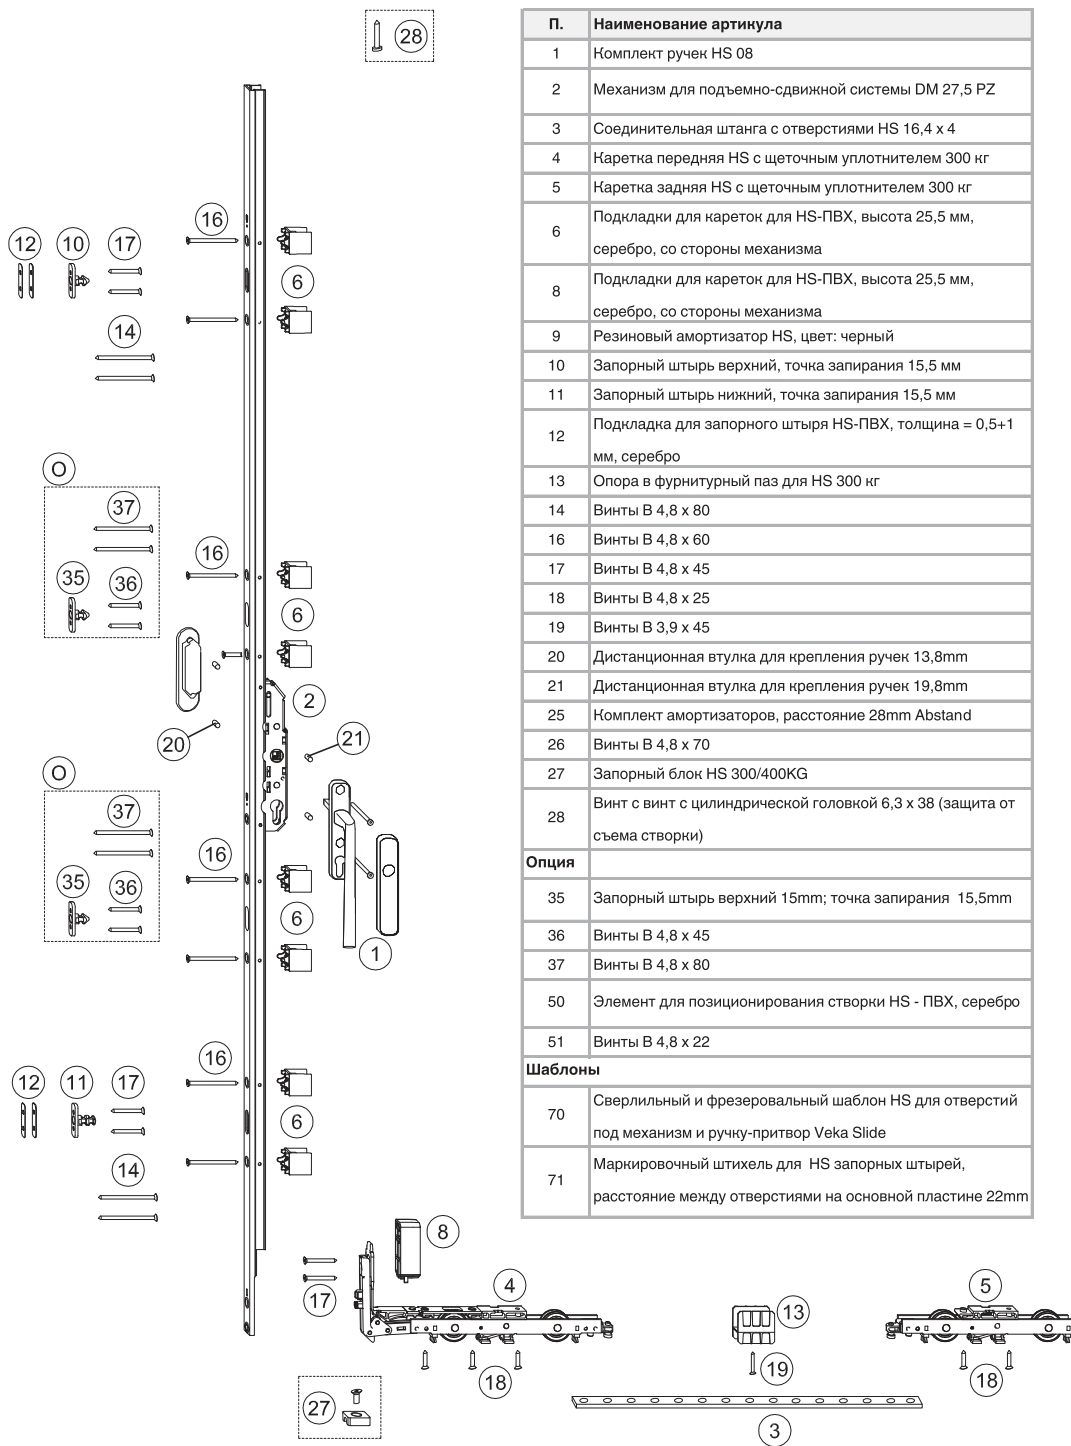 28
П. Наименование артикула
1 Комплект ручек HS 08
2 Механизм для подъемно-сдвижной системы DM 27,5 PZ
3 Соединительная штанга с отверстиями HS 16,4 x 4
4 Каретка передняя HS с щеточным уплотнителем 300 кг
5 Каретка задняя HS с щеточным уплотнителем 300 кг
6 Подкладки для кареток для HS-ПВХ, высота 25,5 мм,
серебро, со стороны механизма
8 Подкладки для кареток для HS-ПВХ, высота 25,5 мм,
серебро, со стороны механизма
9 Резиновый амортизатор HS, цвет: черный
10 Запорный штырь верхний, точка запирания 15,5 мм
11 Запорный штырь нижний, точка запирания 15,5 мм
12 Подкладка для запорного штыря HS-ПВХ, толщина = 0,5+1
мм, серебро
13 Опора в фурнитурный паз для HS 300 кг
14 Винты В 4,8 x 80
16 Винты В 4,8 x 60
17 Винты В 4,8 x 45
18 Винты В 4,8 x 25
19 Винты В 3,9 x 45
20 Дистанционная втулка для крепления ручек 13,8mm
21 Дистанционная втулка для крепления ручек 19,8mm
25 Комплект амортизаторов, расстояние 28mm Abstand
26 Винты В 4,8 x 70
27 Запорный блок HS 300/400KG
28 Винт с винт с цилиндрической головкой 6,3 x 38 (защита от
съема створки)
Опция
35 Запорный штырь верхний 15mm; точка запирания 15,5mm
36 Винты В 4,8 x 45
37 Винты В 4,8 x 80
50 Элемент для позиционирования створки HS - ПВХ, серебро
51 Винты В 4,8 x 22
Шаблоны
70 Сверлильный и фрезеровальный шаблон HS для отверстий
под механизм и ручку-притвор Veka Slide
71 Маркировочный штихель для HS запорных штырей,
расстояние между отверстиями на основной пластине 22mm
16
12 10 17
6
14
O
37
16
35 36
6
2
20 21
O
37
16
35 36
6
1
16
12 11 17
6
14
8
4 5
17
13
18 19 18
27
3